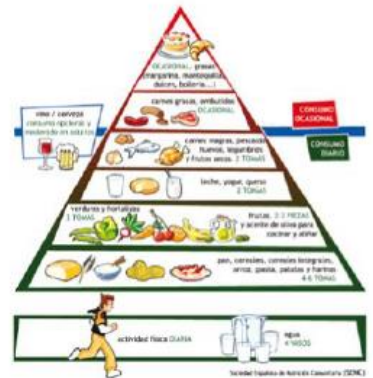 OCASIONAL. grasas
(margarina, mantequilla,
dulces, bollería...)
carnes grasas, embutidos
OCASIONAL
vino / cerveza
consumo opcional y
moderado en adultos
CONSUMO
OCASIONAL
CONSUMO
DIARIO
carnes magras, pescado
huevos, legumbres
y frutos secos. 2 TOMAS
leche, yogur, queso
2 TOMAS
verduras y hortalizas
2 TOMAS
frutas, 2-3 PIEZAS
y aceite de oliva para
cocinar y aliñar
pan, cereales, cereales integrales,
arroz, pasta, patatas y harinas
4-6 TOMAS
actividad física DIARIA
agua
4 VASOS
Sociedad Española de Nutrición Comunitaria (SENC)